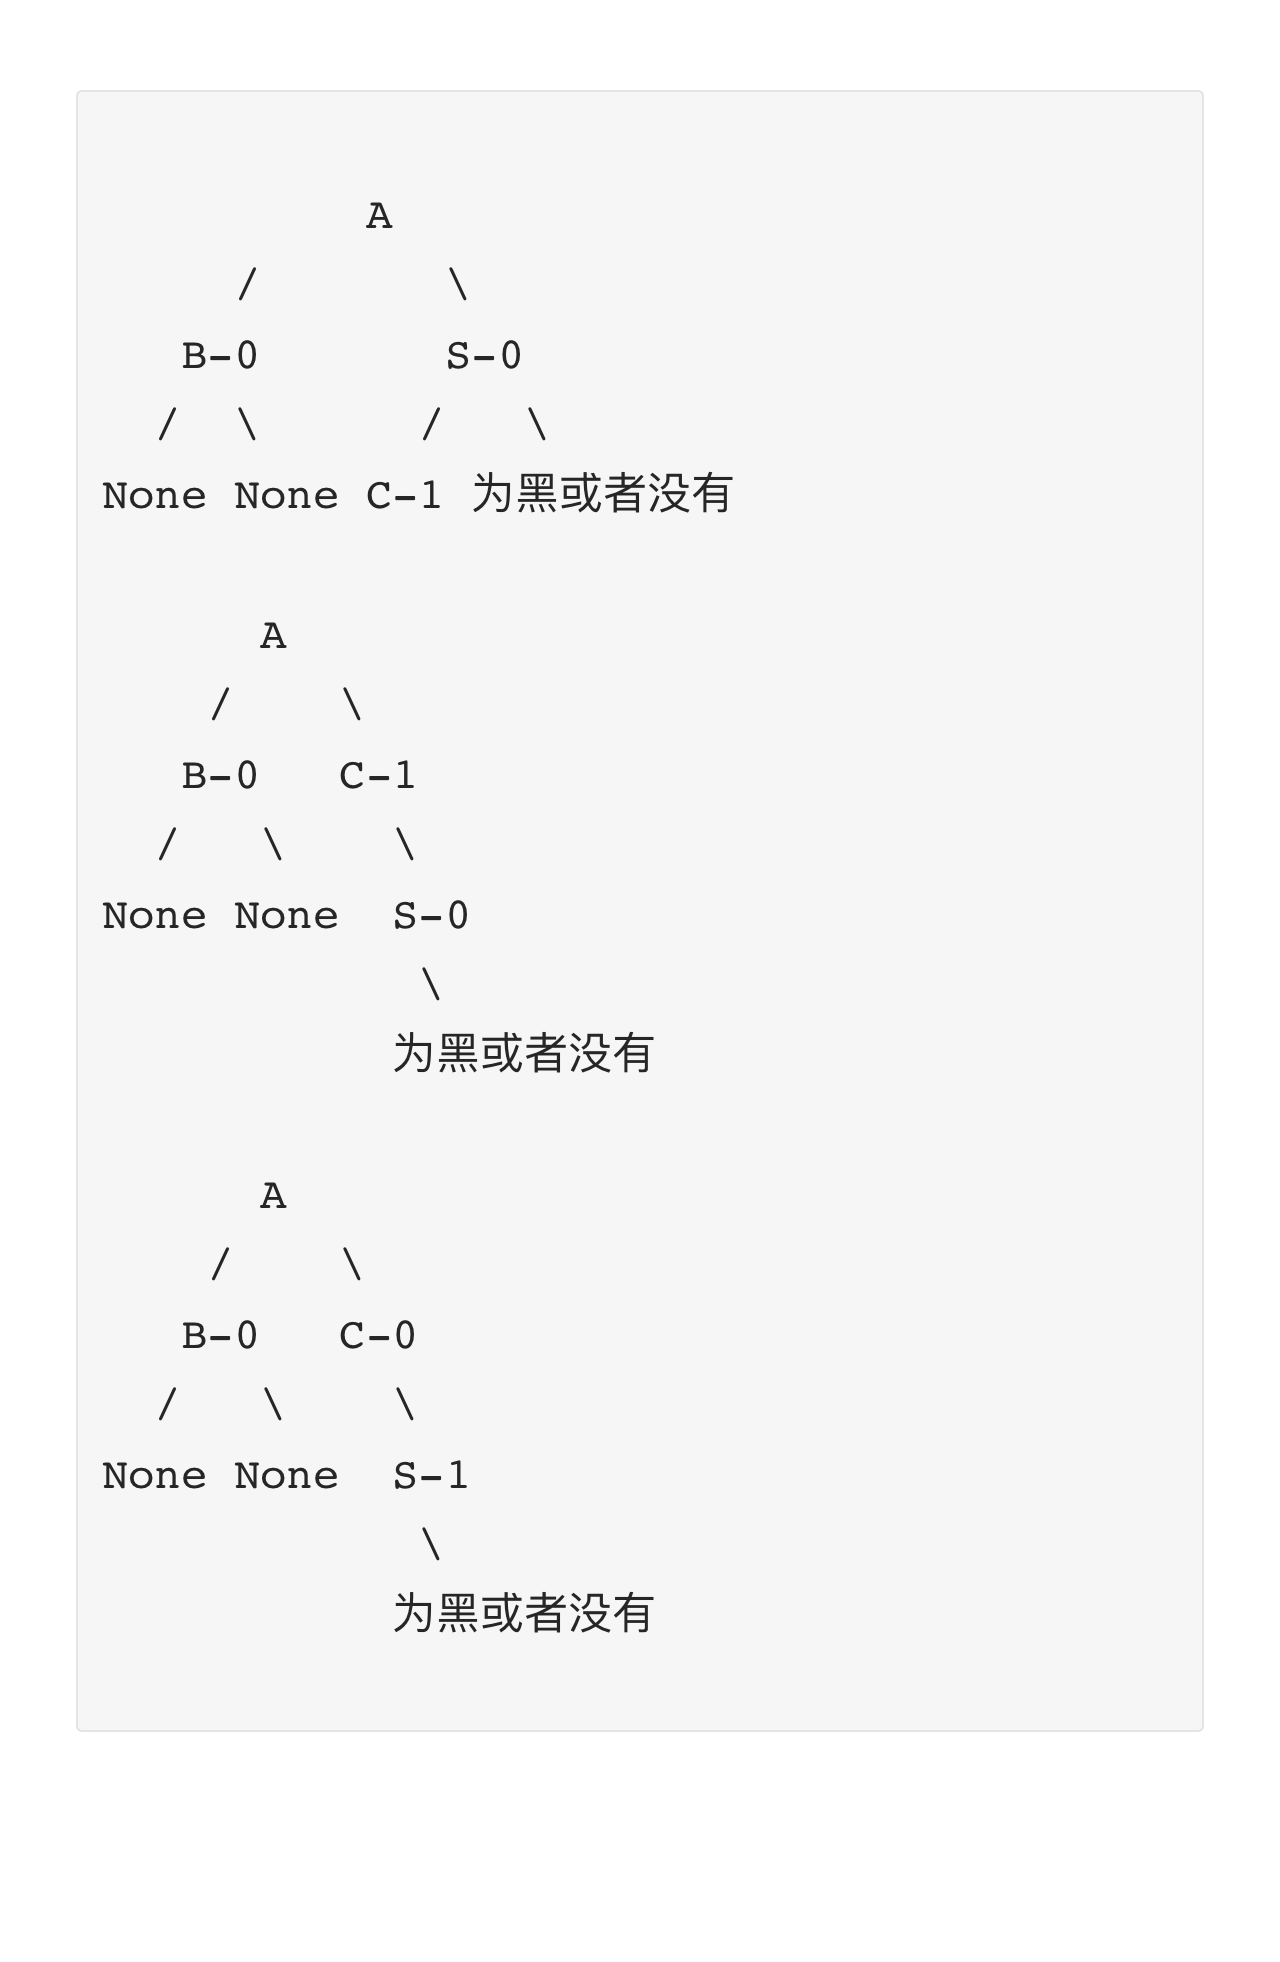 A
/ \
B-0 S-0
/ \ / \
None None C-1 为黑或者没有
A
/ \
B-0 C-1
/ \ \
None None S-0
\
为黑或者没有
A
/ \
B-0 C-0
/ \ \
None None S-1
\
为黑或者没有